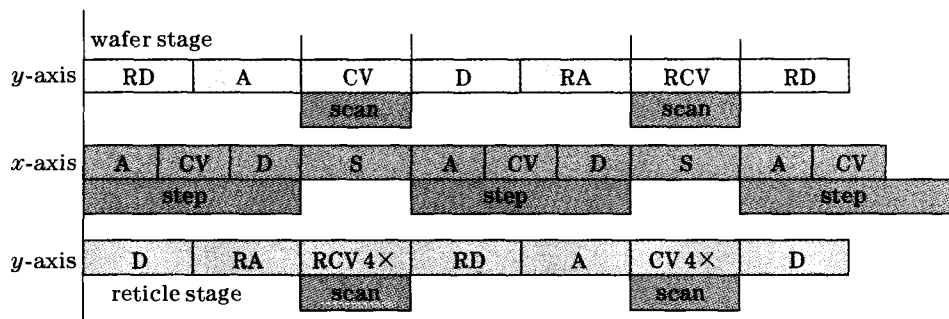 wafer stage
y-axis RD A CV D RA RCV RD
scan scan
x-axis A CV D S A CV D S A CV
step step step
y-axis D RA RCV 4× RD A CV 4× D
reticle stage scan scan